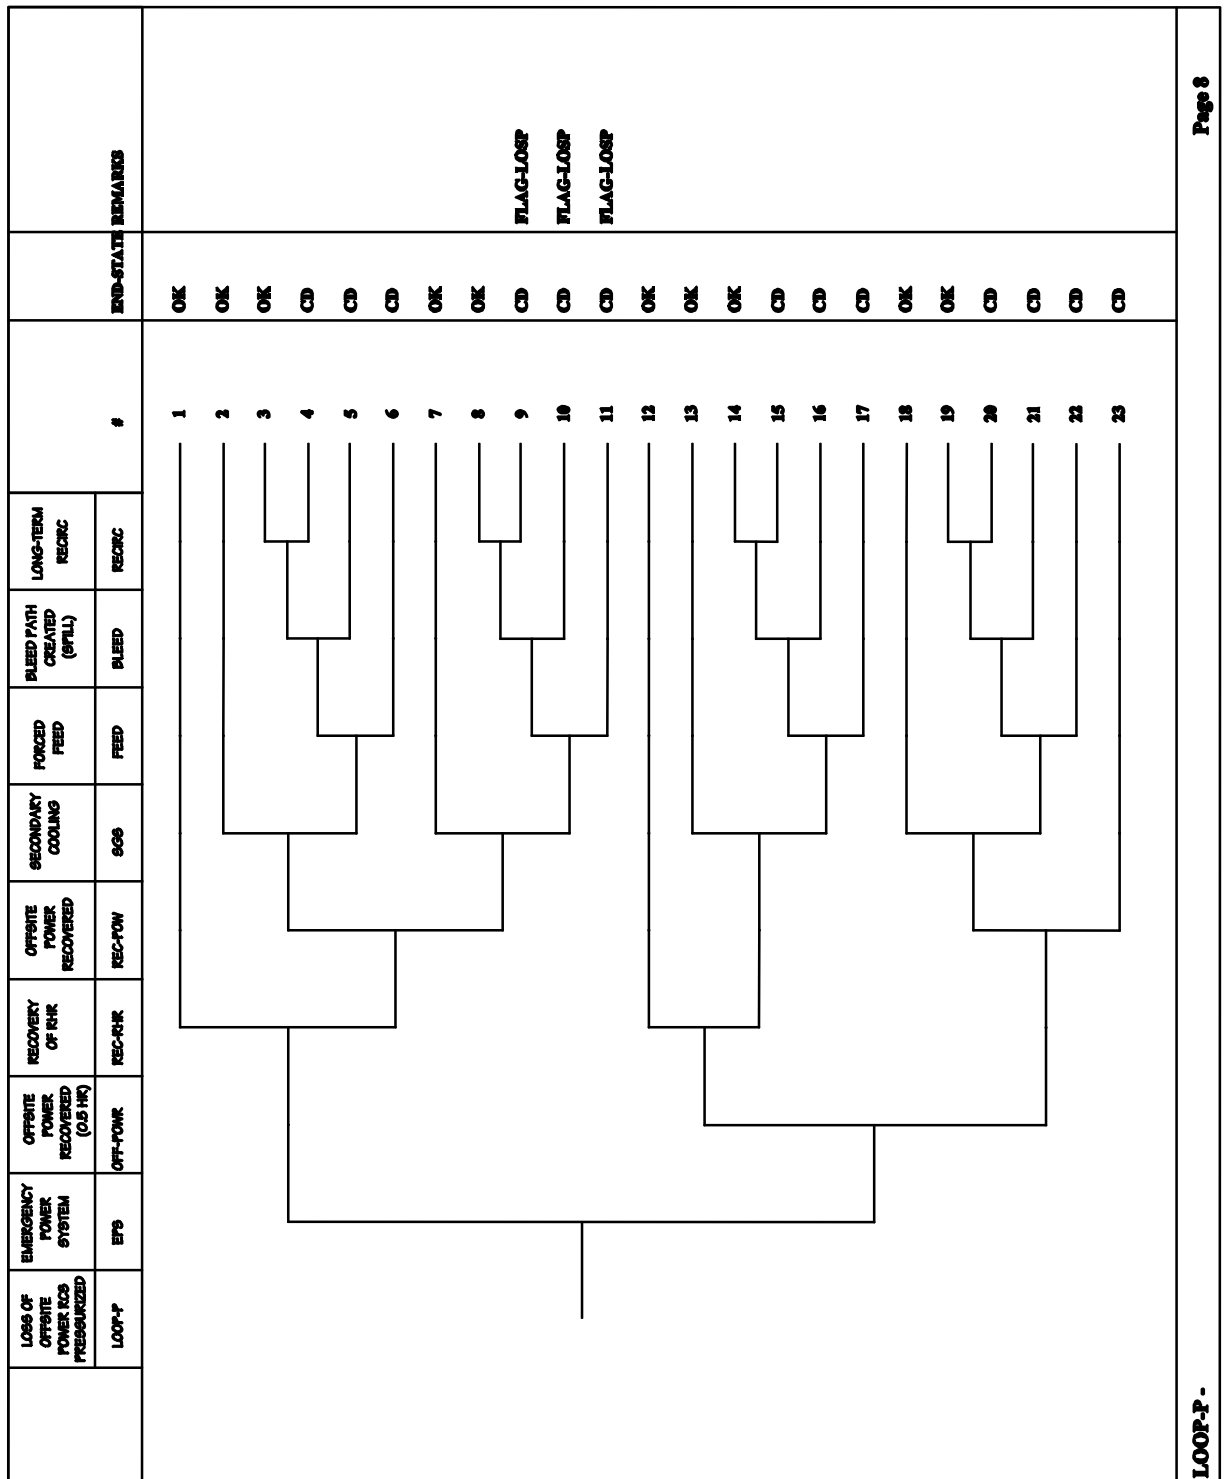 LOSS OF
OFFSITE
POWER RCS
PRESSURIZED
EMERGENCY
POWER
SYSTEM
OFFSITE
POWER
RECOVERED
(0.5 HR)
RECOVERY
OF RHR
OFFSITE
POWER
RECOVERED
SECONDARY
COOLING
FORCED
FEED
BLEED PATH
CREATED
(SPILL)
LONG-TERM
RECIRC
LOOP-P
EPS
OFF-POWR
REC-RHR
REC-POW
SGS
FEED
BLEED
RECIRC
#
END-STATE REMARKS
1 OK
2 OK
3 OK
4 CD
5 CD
6 CD
7 OK
8 OK
9 CD FLAG-LOSP
10 CD FLAG-LOSP
11 CD FLAG-LOSP
12 OK
13 OK
14 OK
15 CD
16 CD
17 CD
18 OK
19 OK
20 CD
21 CD
22 CD
23 CD
LOOP-P -
Page 8